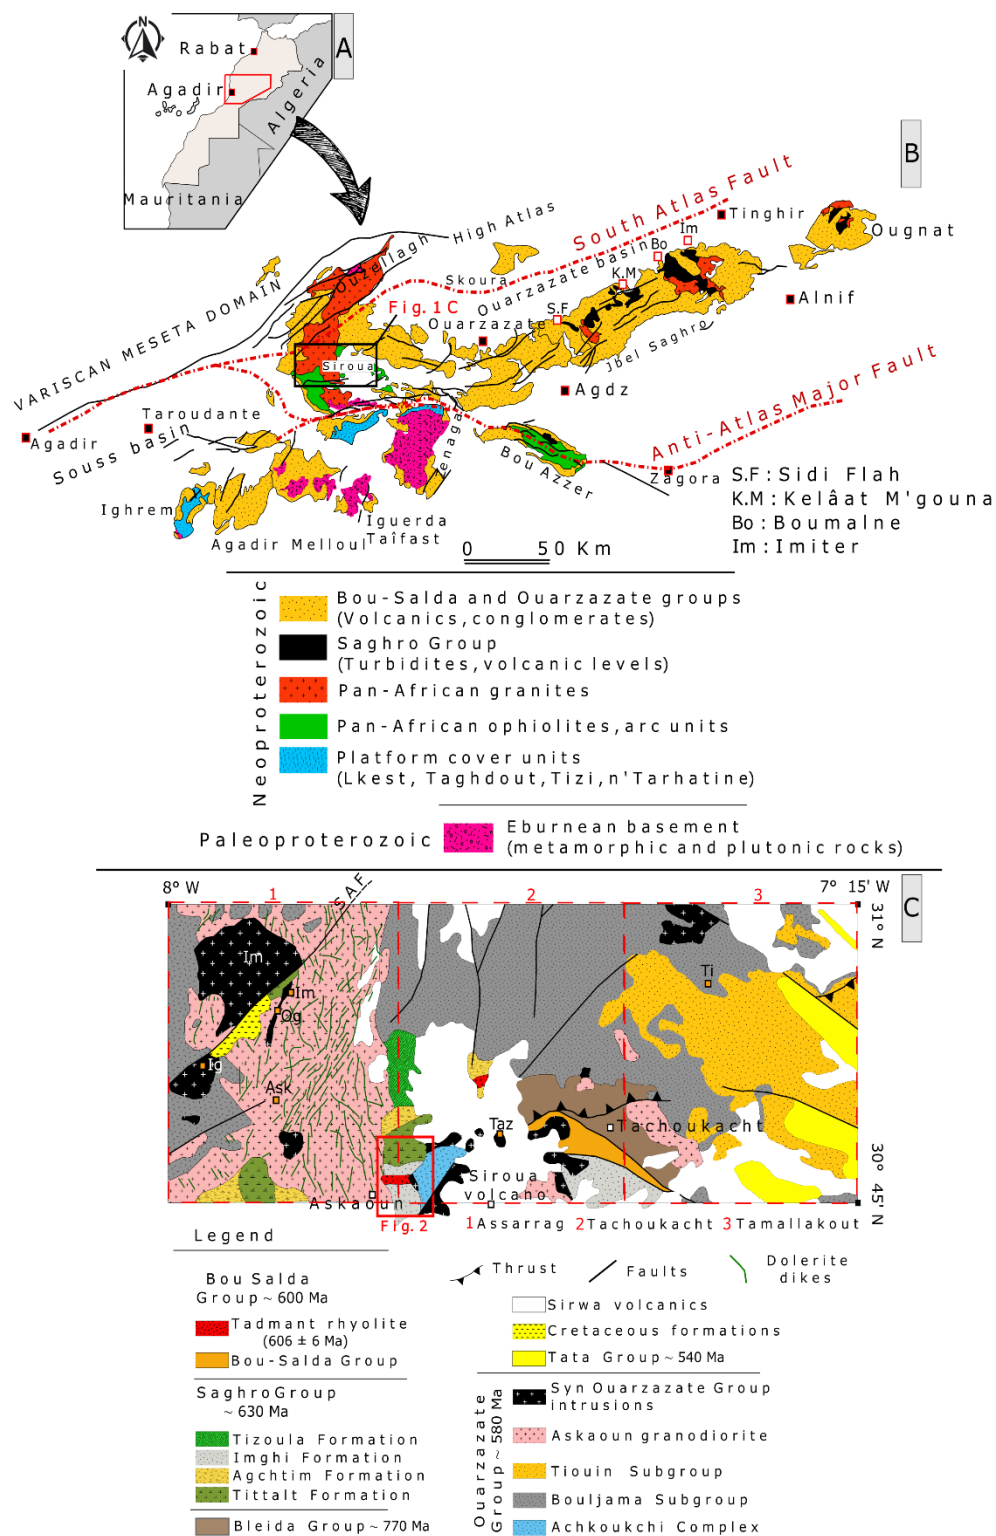 N
A
Rabat
Agadir
Algeria
Mauritania
B
South Atlas Fault
Tinghir
Ougnat
High Atlas
Ouzellagh
Im
Bo
Ouarzazate basin
Skoura
K.M
VARISCAN MESETA DOMAIN
Fig. 1 C
S.F
Alnif
Ouarzazate
Jbel Saghro
Siroua
Agdz
Anti-Atlas Major Fault
Taroudante
Agadir
Souss basin
Zenaga
Bou Azzer
Zagora
S.F: Sidi Flah
K.M: Kelâat M'gouna
Bo: Boumalne
Im: Imiter
Ighrem
Iguerda
Taîfast
Agadir Melloul
0 50 Km
Neoproterozoic
Bou-Salda and Ouarzazate groups
(Volcanics, conglomerates)
Saghro Group
(Turbidites, volcanic levels)
Pan-African granites
Pan-African ophiolites, arc units
Platform cover units
(Lkest, Taghdout, Tizi, n'Tarhatine)
Paleoproterozoic
Eburnean basement
(metamorphic and plutonic rocks)
C
8° W
1
S A F
2
3
7° 15' W
31° N
Im
Im
Og
Ti
Ig
Ask
Taz
Tachoukacht
Siroua
volcano
Askaoun
30° 45' N
Fig. 2
1 Assarrag 2 Tachoukacht 3 Tamallakout
Legend
Thrust
Faults
Dolerite
dikes
Bou Salda
Group ~ 600 Ma
Tadmant rhyolite
(606 ± 6 Ma)
Bou-Salda Group
Saghro Group
~ 630 Ma
Tizoula Formation
Imghi Formation
Agchtim Formation
Tittalt Formation
Bleida Group ~ 770 Ma
Sirwa volcanics
Cretaceous formations
Tata Group ~ 540 Ma
Ouarzazate
Group ~ 580 Ma
Syn Ouarzazate Group
intrusions
Askaoun granodiorite
Tiouin Subgroup
Bouljama Subgroup
Achkoukchi Complex